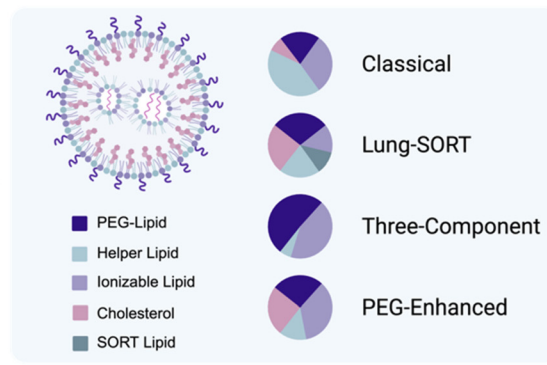 PEG-Lipid
Helper Lipid
Ionizable Lipid
Cholesterol
SORT Lipid
Classical
Lung-SORT
Three-Component
PEG-Enhanced